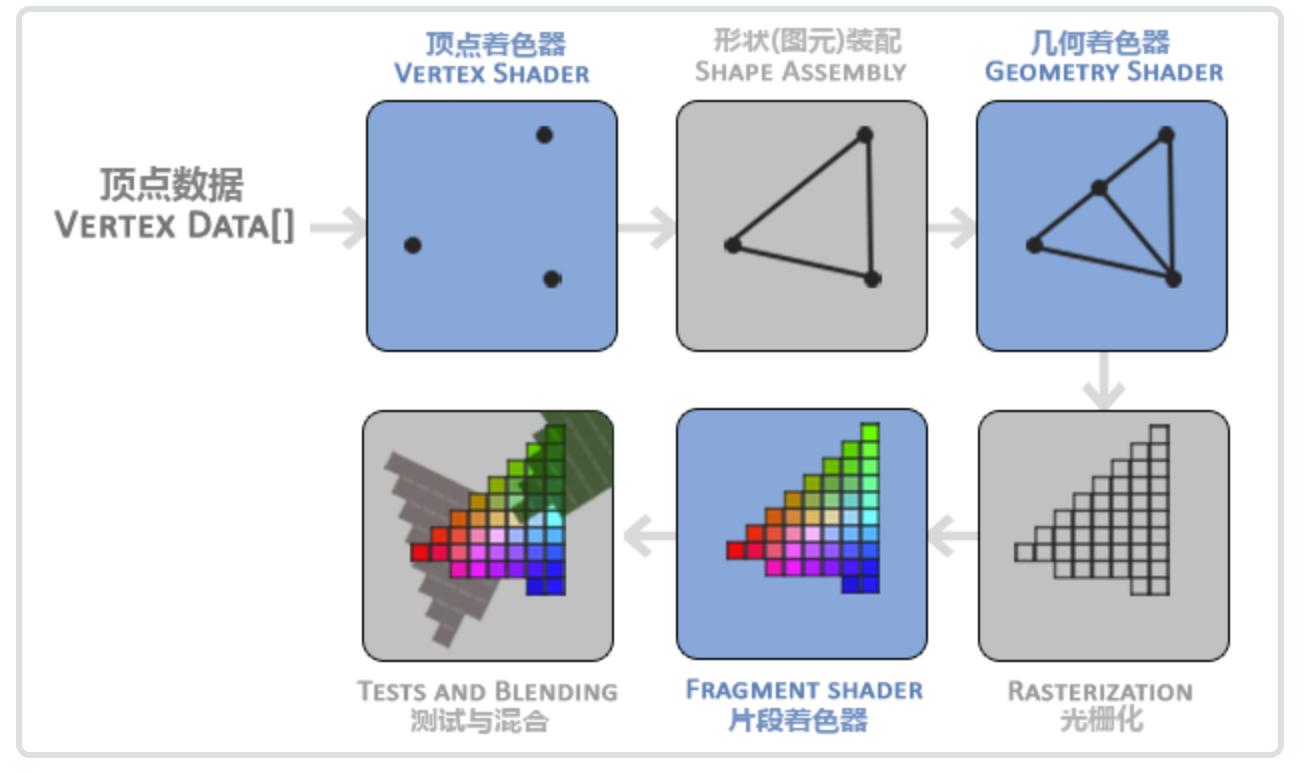 顶点着色器
VERTEX SHADER
形状(图元)装配
SHAPE ASSEMBLY
几何着色器
GEOMETRY SHADER
顶点数据
VERTEX DATA[]
TESTS AND BLENDING
测试与混合
FRAGMENT SHADER
片段着色器
RASTERIZATION
光栅化